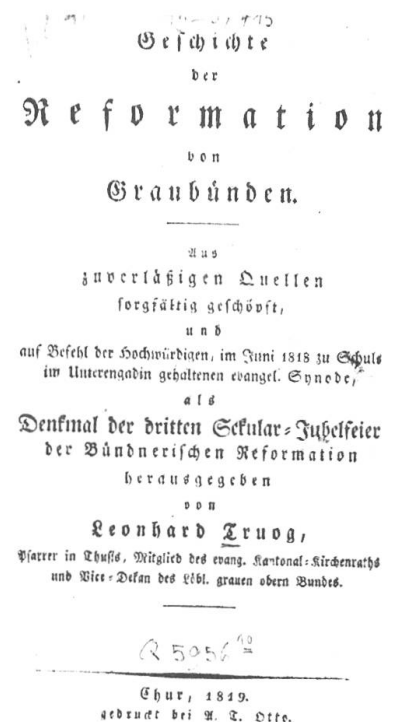 Geschichte
der
Reformation
von
Graubünden.
Aus
zuverläßigen Quellen
sorgfältig geschöpft,
und
auf Befehl der Hochwürdigen, im Juni 1818 zu Schuls
im Unterengadin gehaltenen evangel. Synode,
als
Denkmal der dritten Sekular-Jubelfeier
der Bündnerischen Reformation
herausgegeben
von
Leonhard Truog,
Pfarrer in Thusis, Mitglied des evang. Kantonal-Kirchenraths
und Vice-Dekan des Löbl. grauen obern Bundes.
Chur, 1819.
gedruckt bei A. T. Otto.